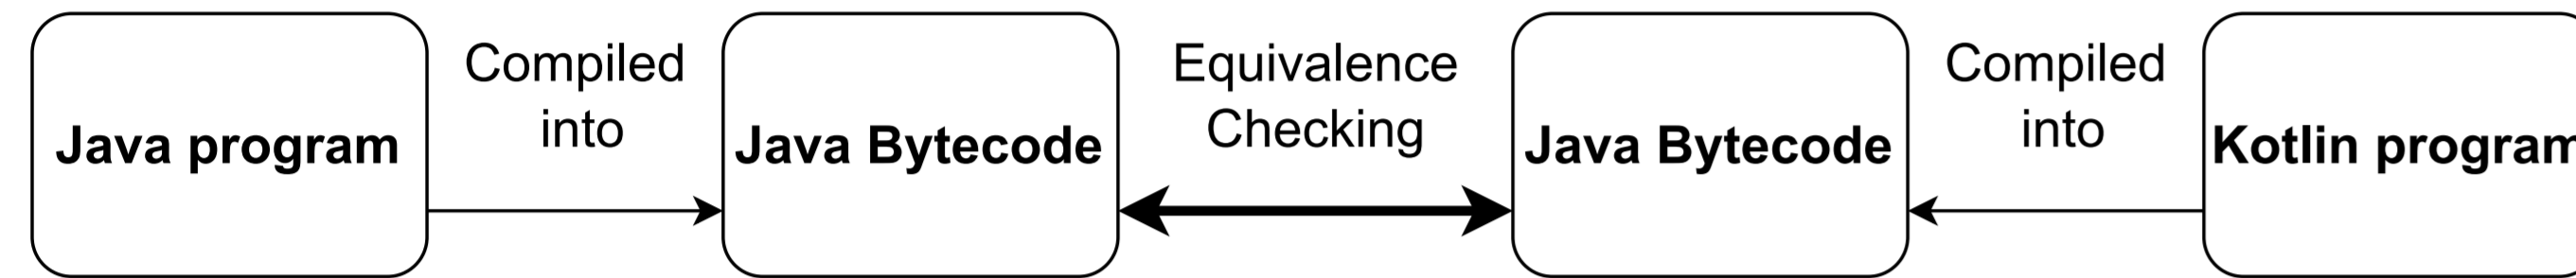 Java program
Compiled
into
Java Bytecode
Equivalence
Checking
Java Bytecode
Compiled
into
Kotlin program